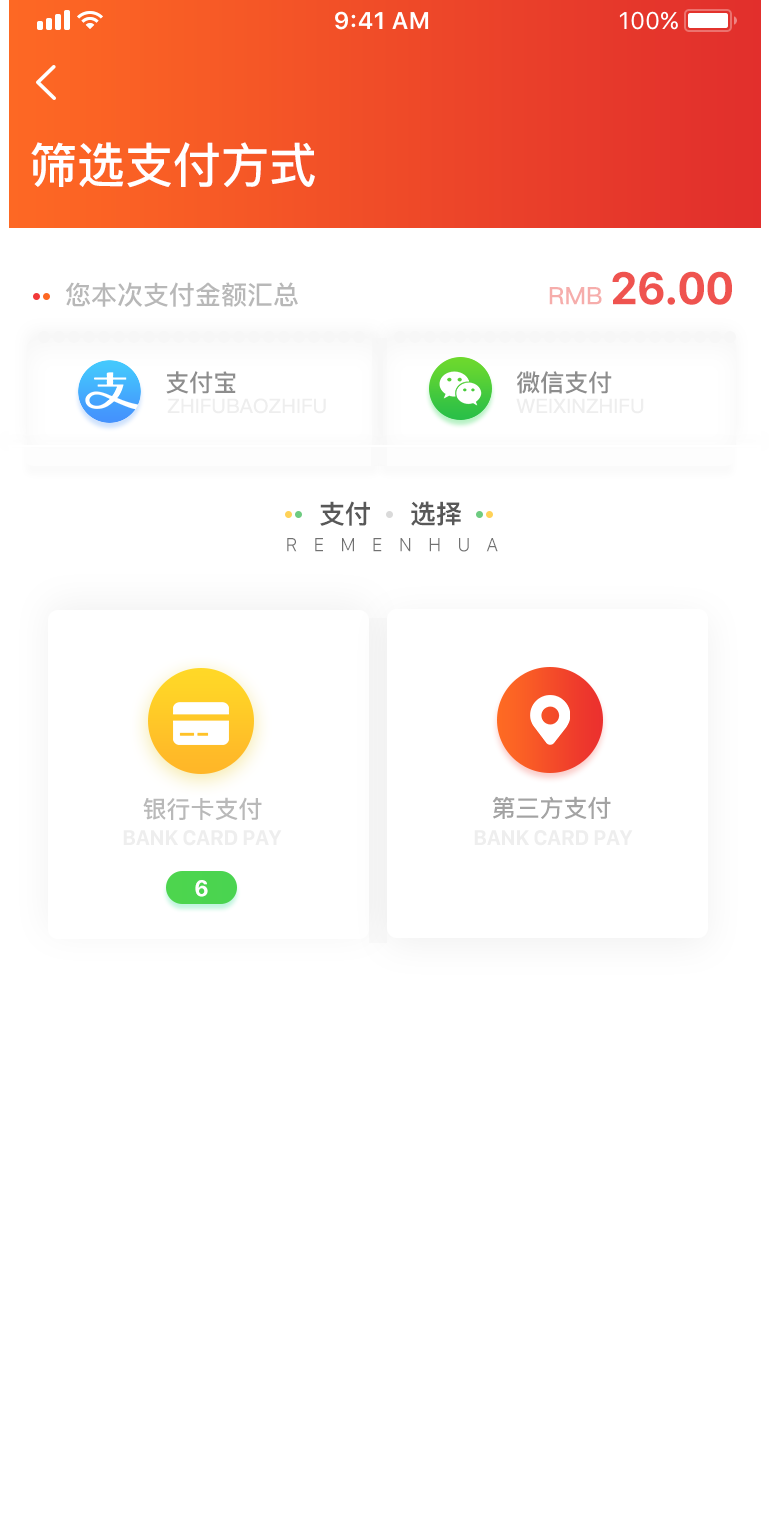 9:41 AM 100%
筛选支付方式
您本次支付金额汇总 RMB 26.00
支付宝 微信支付
ZHIFUBAOZHIFU WEIXINZHIFU
支付 选择
REMENHUA
银行卡支付 第三方支付
BANK CARD PAY BANK CARD PAY
6